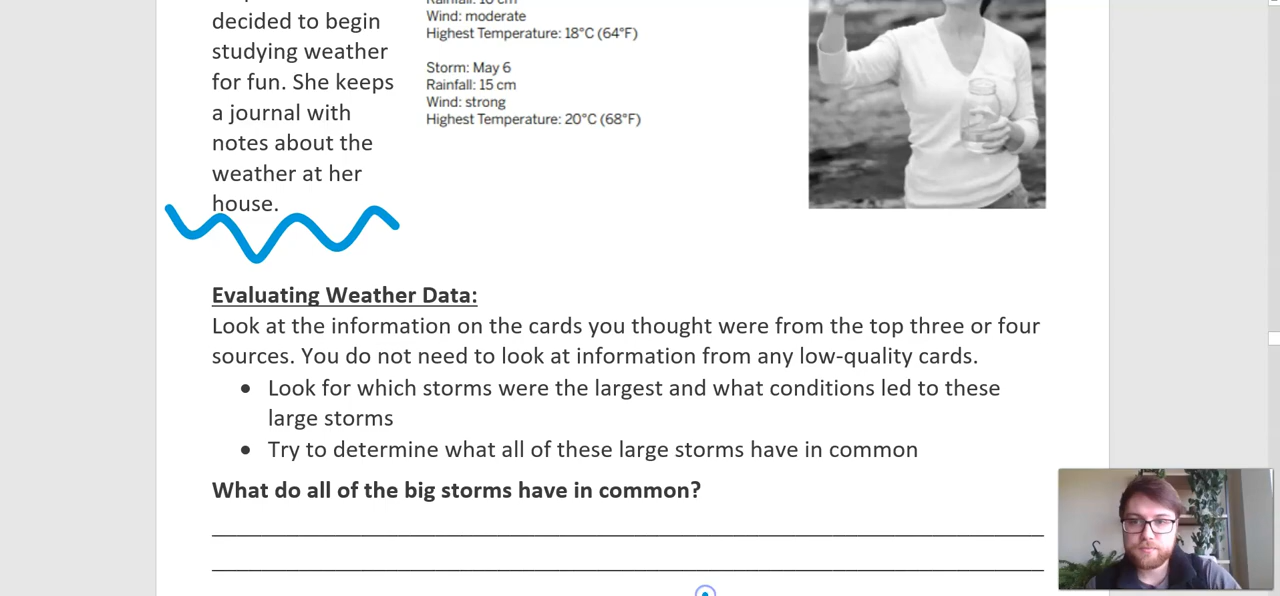 decided to begin
studying weather
for fun. She keeps
a journal with
notes about the
weather at her
house.
Wind: moderate
Highest Temperature: 18°C (64°F)
Storm: May 6
Rainfall: 15 cm
Wind: strong
Highest Temperature: 20°C (68°F)
Evaluating Weather Data:
Look at the information on the cards you thought were from the top three or four
sources. You do not need to look at information from any low-quality cards.
• Look for which storms were the largest and what conditions led to these
large storms
• Try to determine what all of these large storms have in common
What do all of the big storms have in common?